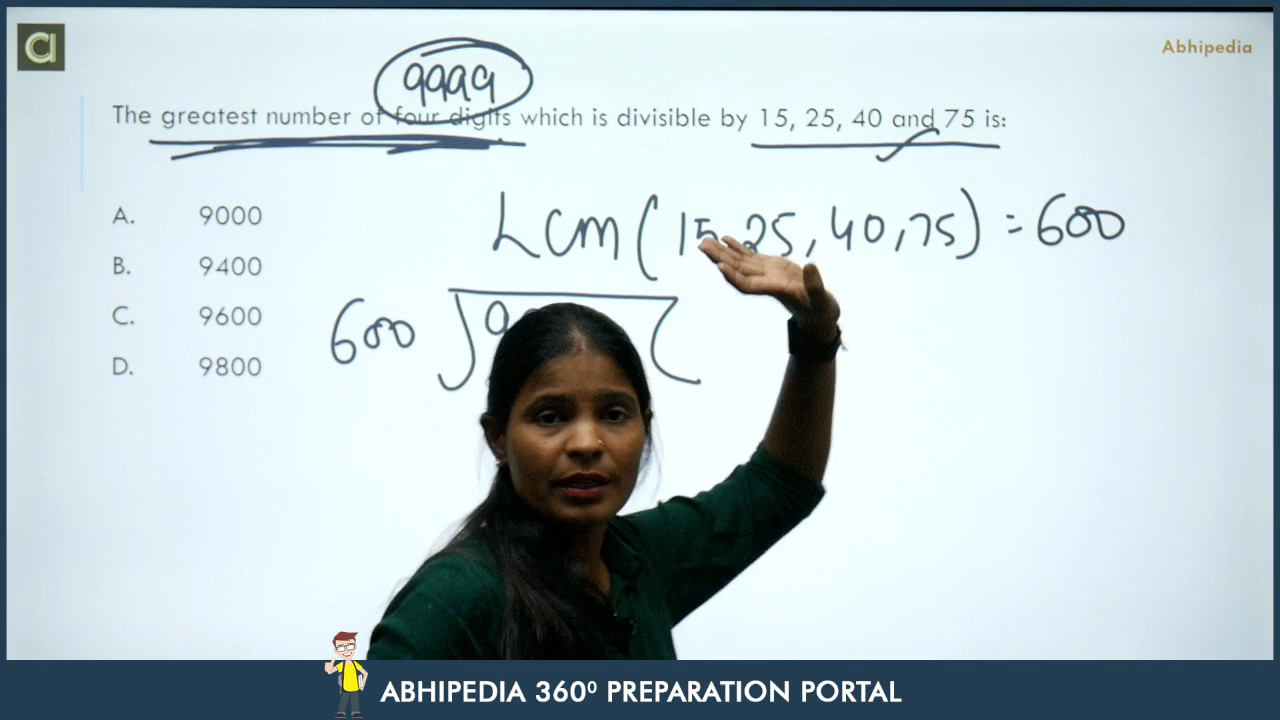 Abhipedia
9999
The greatest number of four digits which is divisible by 15, 25, 40 and 75 is:
A. 9000
LCM (15, 25, 40, 75) = 600
B. 9400
C. 9600
600
D. 9800
ABHIPEDIA 360⁰ PREPARATION PORTAL